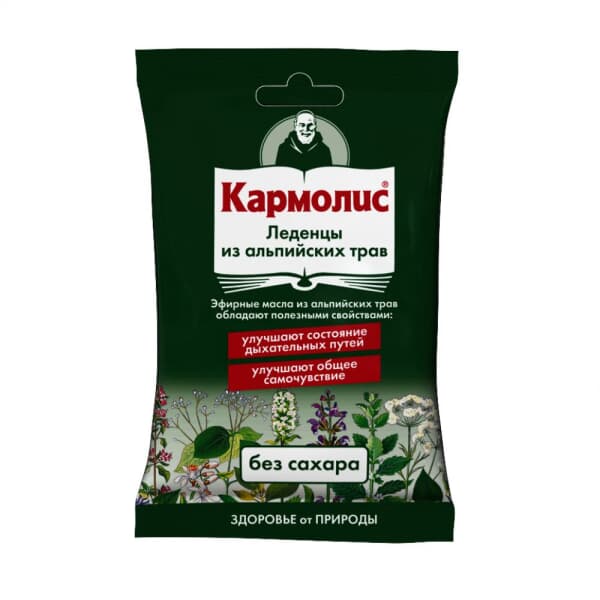 Кармолис®
Леденцы
из альпийских трав
Эфирные масла из альпийских трав
обладают полезными свойствами:
улучшают состояние
дыхательных путей
улучшают общее
самочувствие
без сахара
ЗДОРОВЬЕ от ПРИРОДЫ